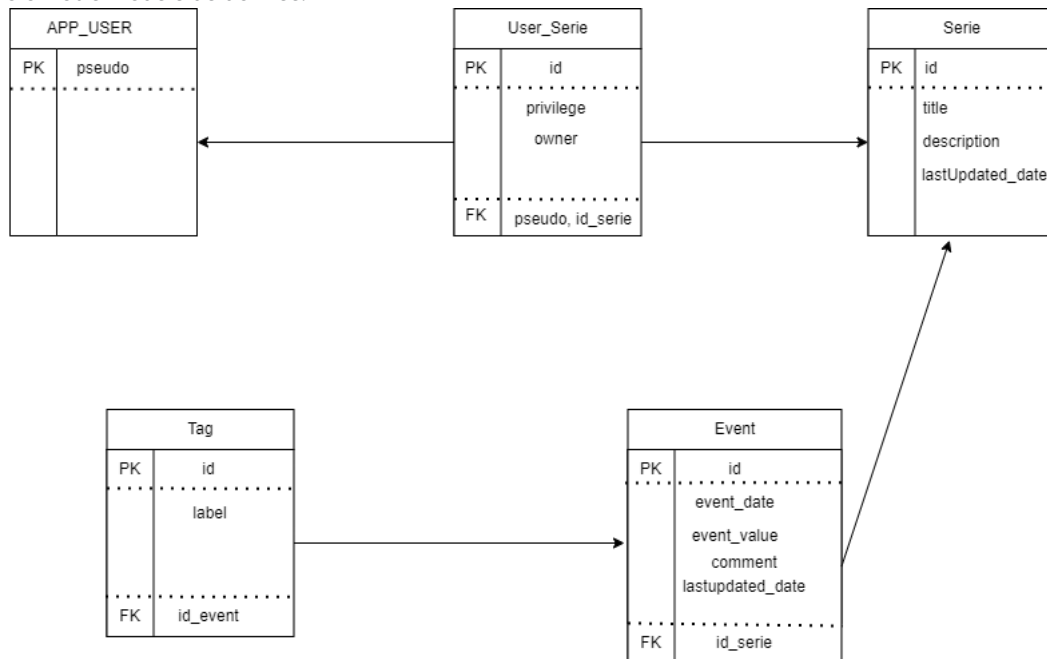 APP_USER
PK pseudo
User_Serie
PK id
privilege
owner
FK pseudo, id_serie
Serie
PK id
title
description
lastUpdated_date
Tag
PK id
label
FK id_event
Event
PK id
event_date
event_value
comment
lastupdated_date
FK id_serie